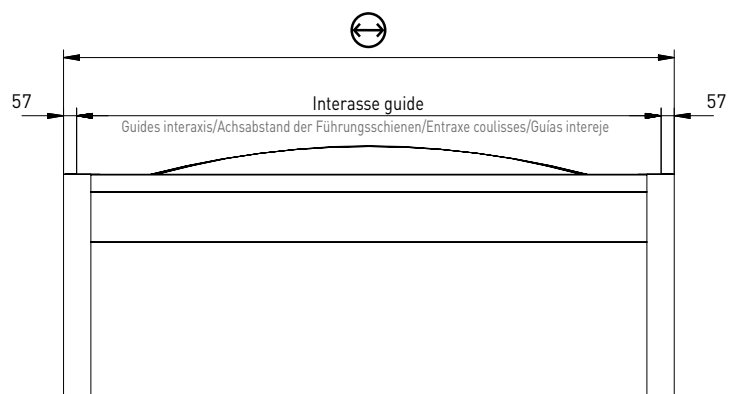 57
Interasse guide
57
Guides interaxis/Achsabstand der Führungsschienen/Entraxe coulisses/Guías intereje